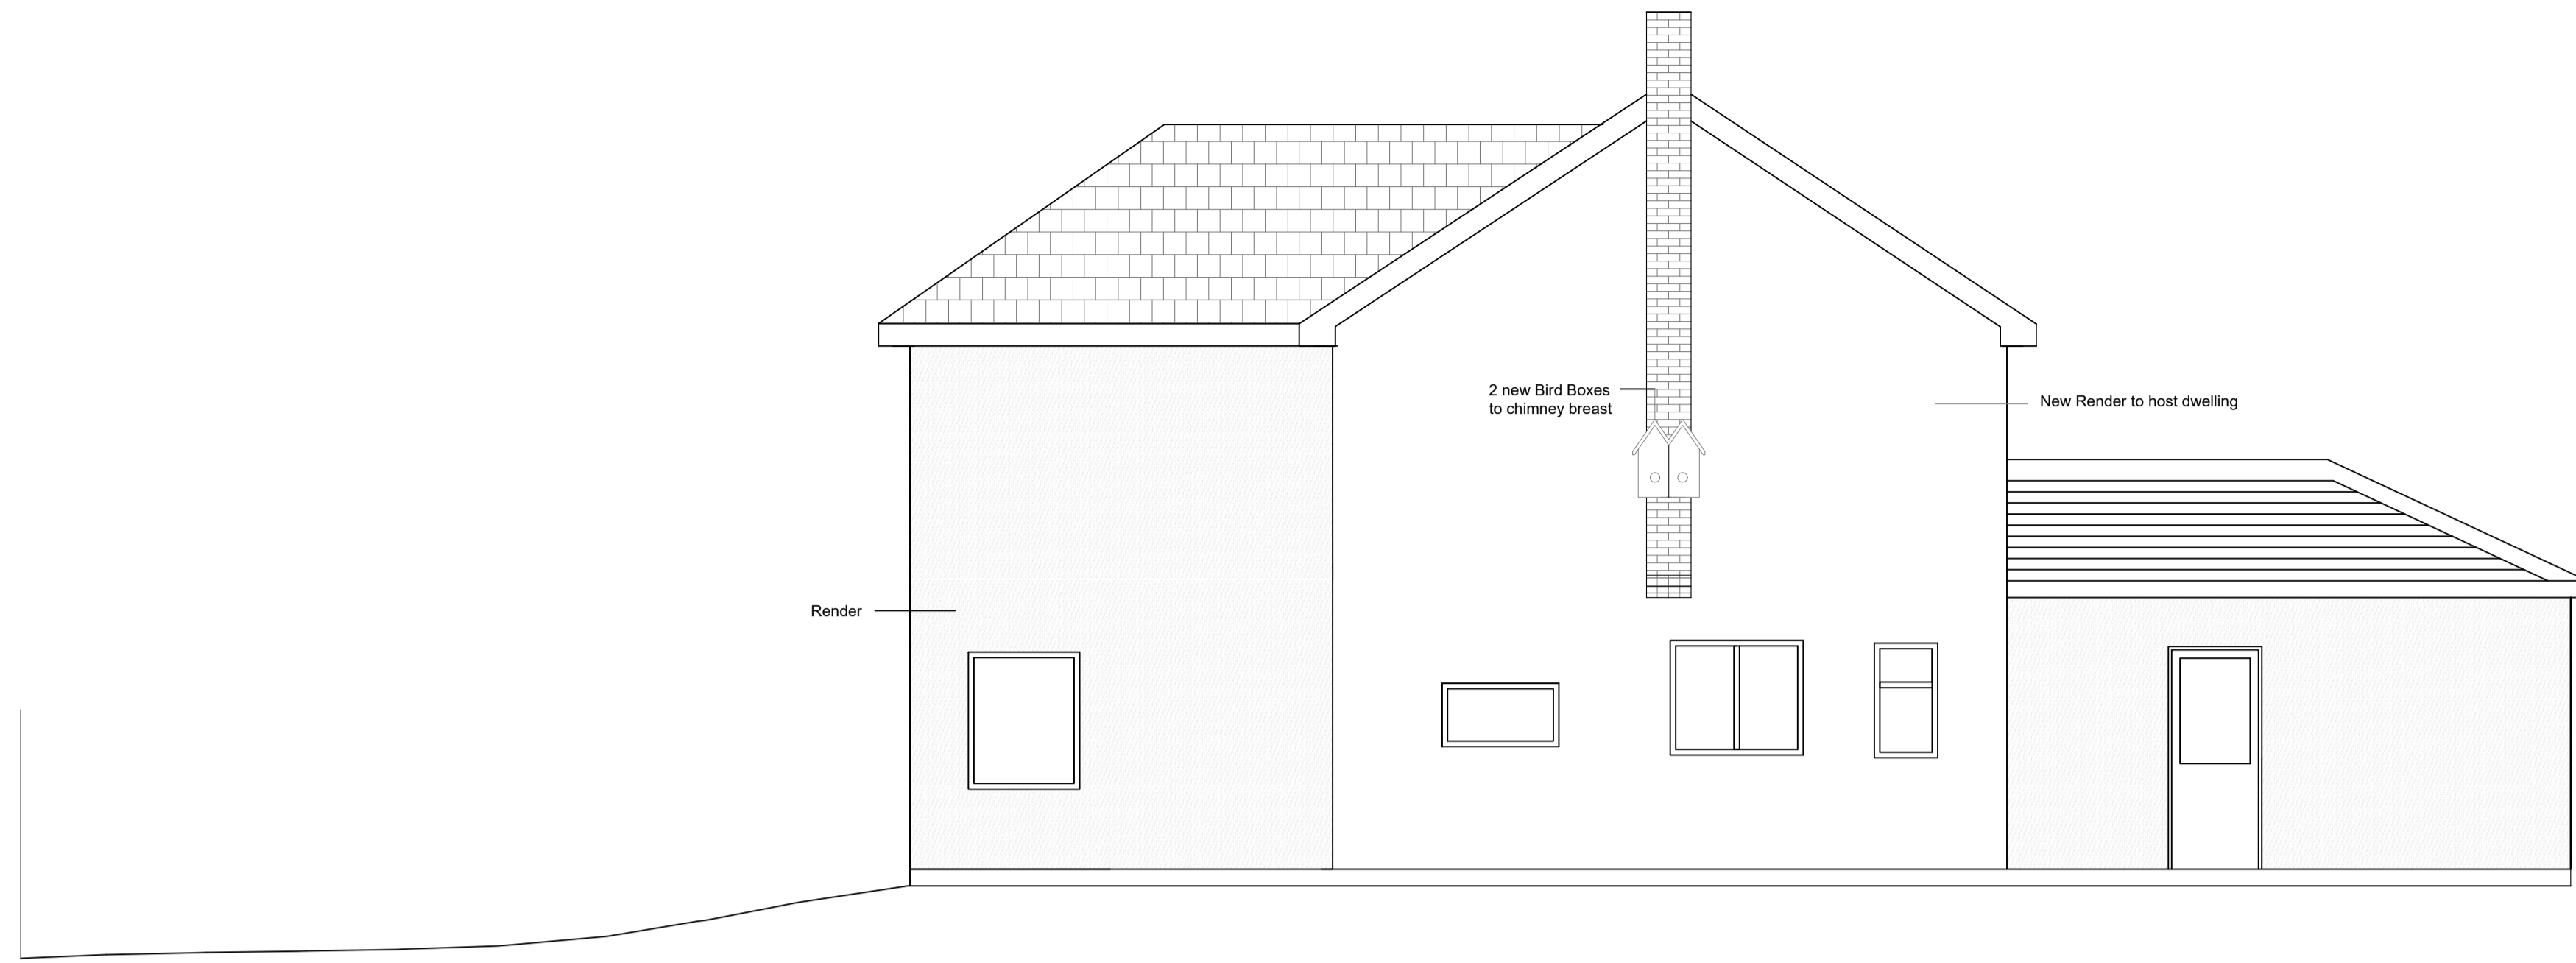 2 new Bird Boxes
to chimney breast
New Render to host dwelling
Render